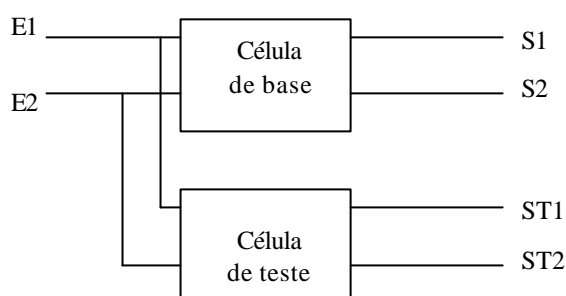 E1
E2
Célula
de base
S1
S2
Célula
de teste
ST1
ST2